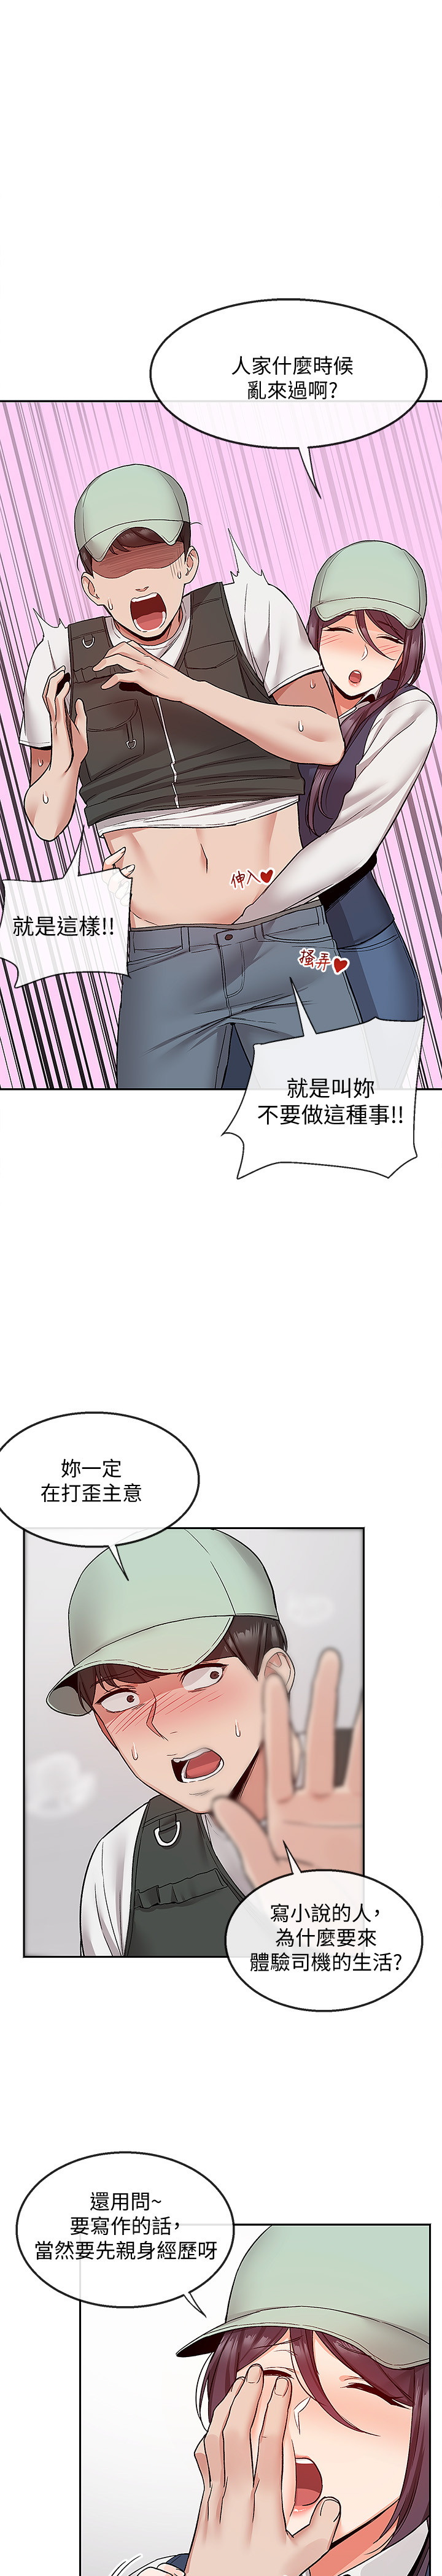 人家什麼時候
亂來過啊?
伸入♥
就是這樣!!
搔弄♥
就是叫妳
不要做這種事!!
妳一定
在打歪主意
寫小說的人，
為什麼要來
體驗司機的生活?
還用問~
要寫作的話，
當然要先親身經歷呀